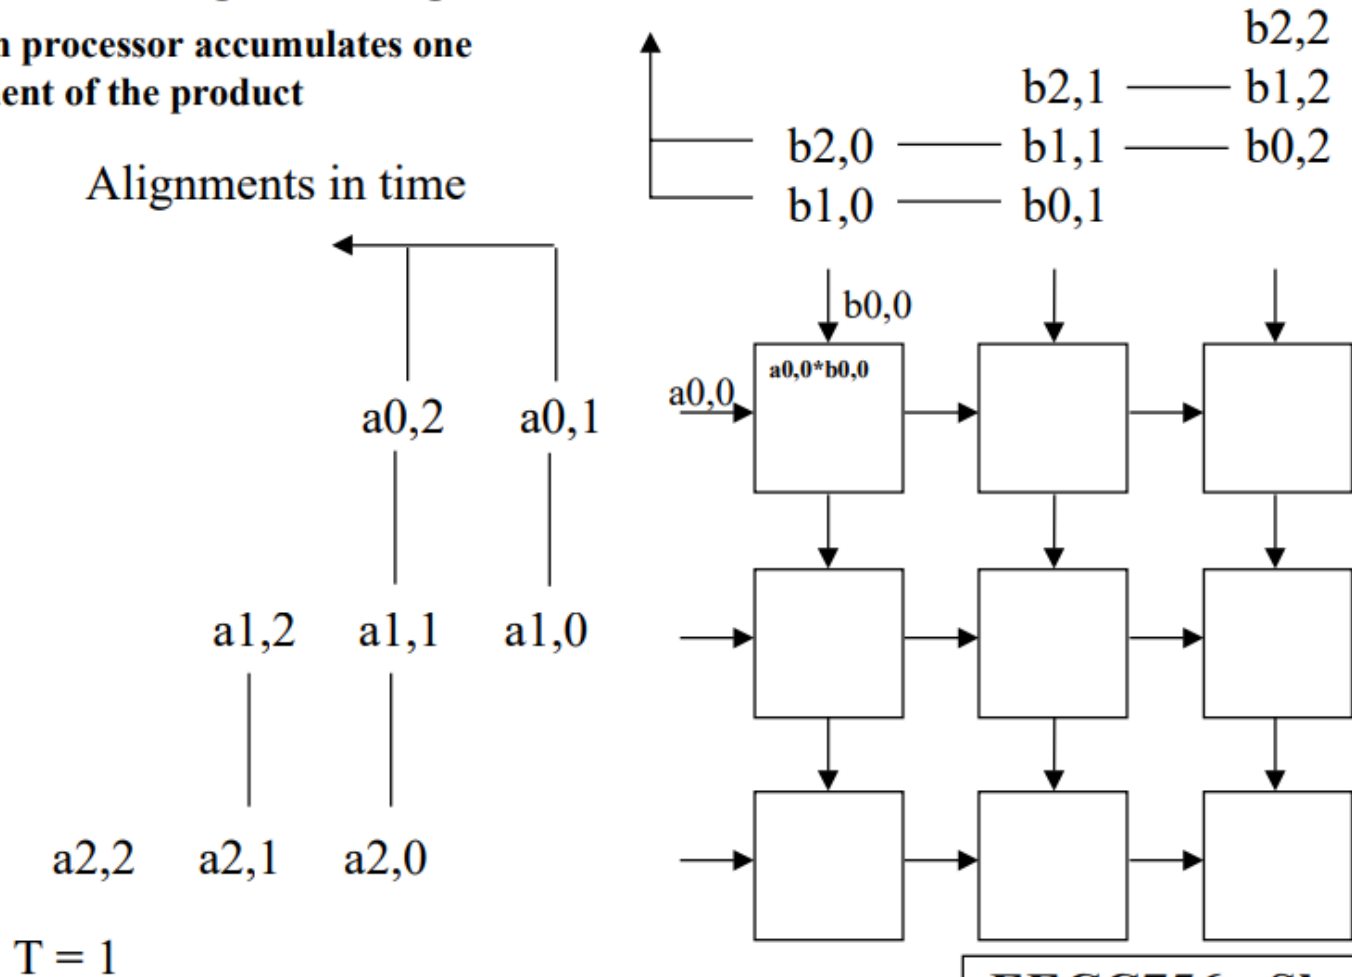 processor accumulates one
of the product
Alignments in time
b2,2
b2,1 b1,2
b2,0 b1,1 b0,2
b1,0 b0,1
b0,0
a0,0*b0,0
a0,0
a0,2 a0,1
a1,2 a1,1 a1,0
a2,2 a2,1 a2,0
T = 1